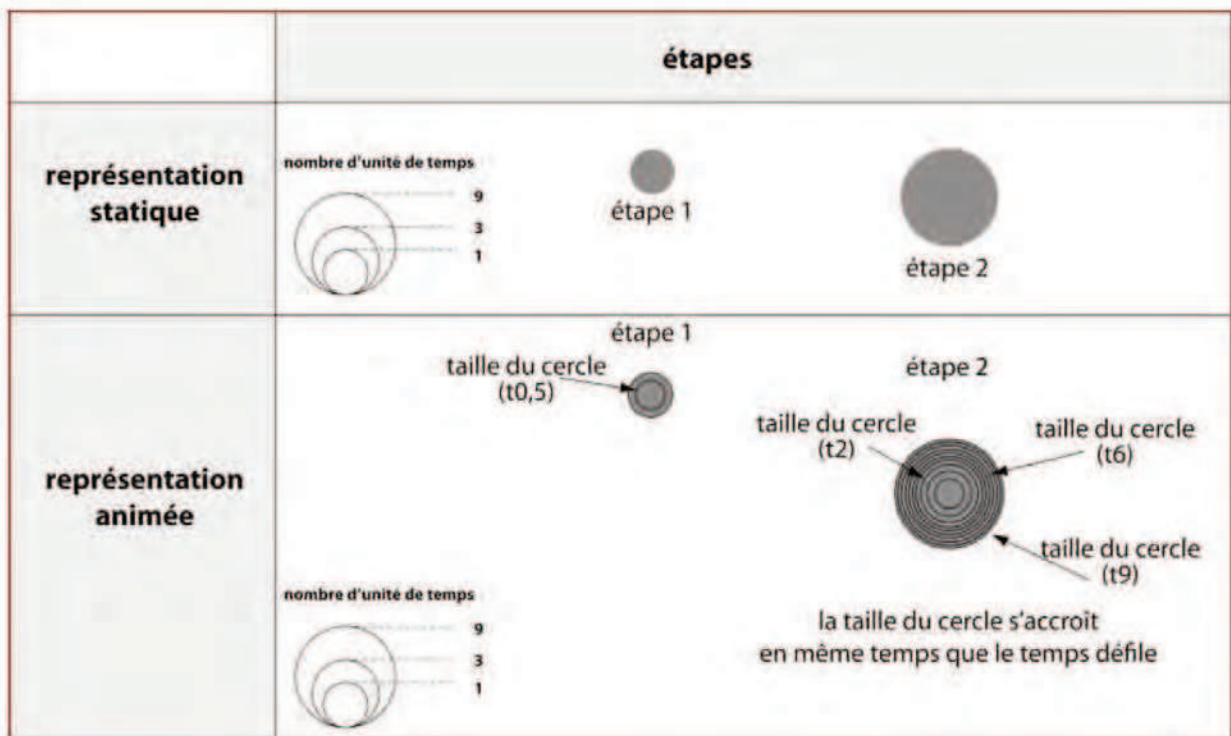 étapes
représentation
statique
nombre d'unité de temps
9
3
1
étape 1
étape 2
représentation
animée
étape 1
taille du cercle
(t0,5)
étape 2
taille du cercle
(t2)
taille du cercle
(t6)
taille du cercle
(t9)
nombre d'unité de temps
9
3
1
la taille du cercle s'accroît
en même temps que le temps défile